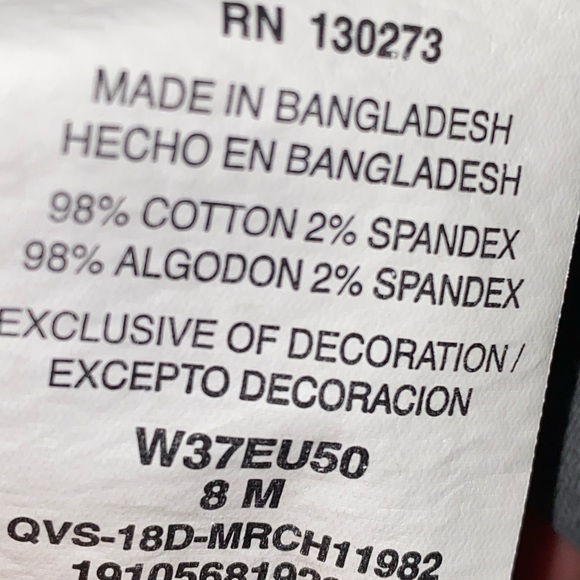 RN 130273
MADE IN BANGLADESH
HECHO EN BANGLADESH
98% COTTON 2% SPANDEX
98% ALGODON 2% SPANDEX
EXCLUSIVE OF DECORATION/
EXCEPTO DECORACION
W37EU50
8 M
QVS-18D-MRCH11982